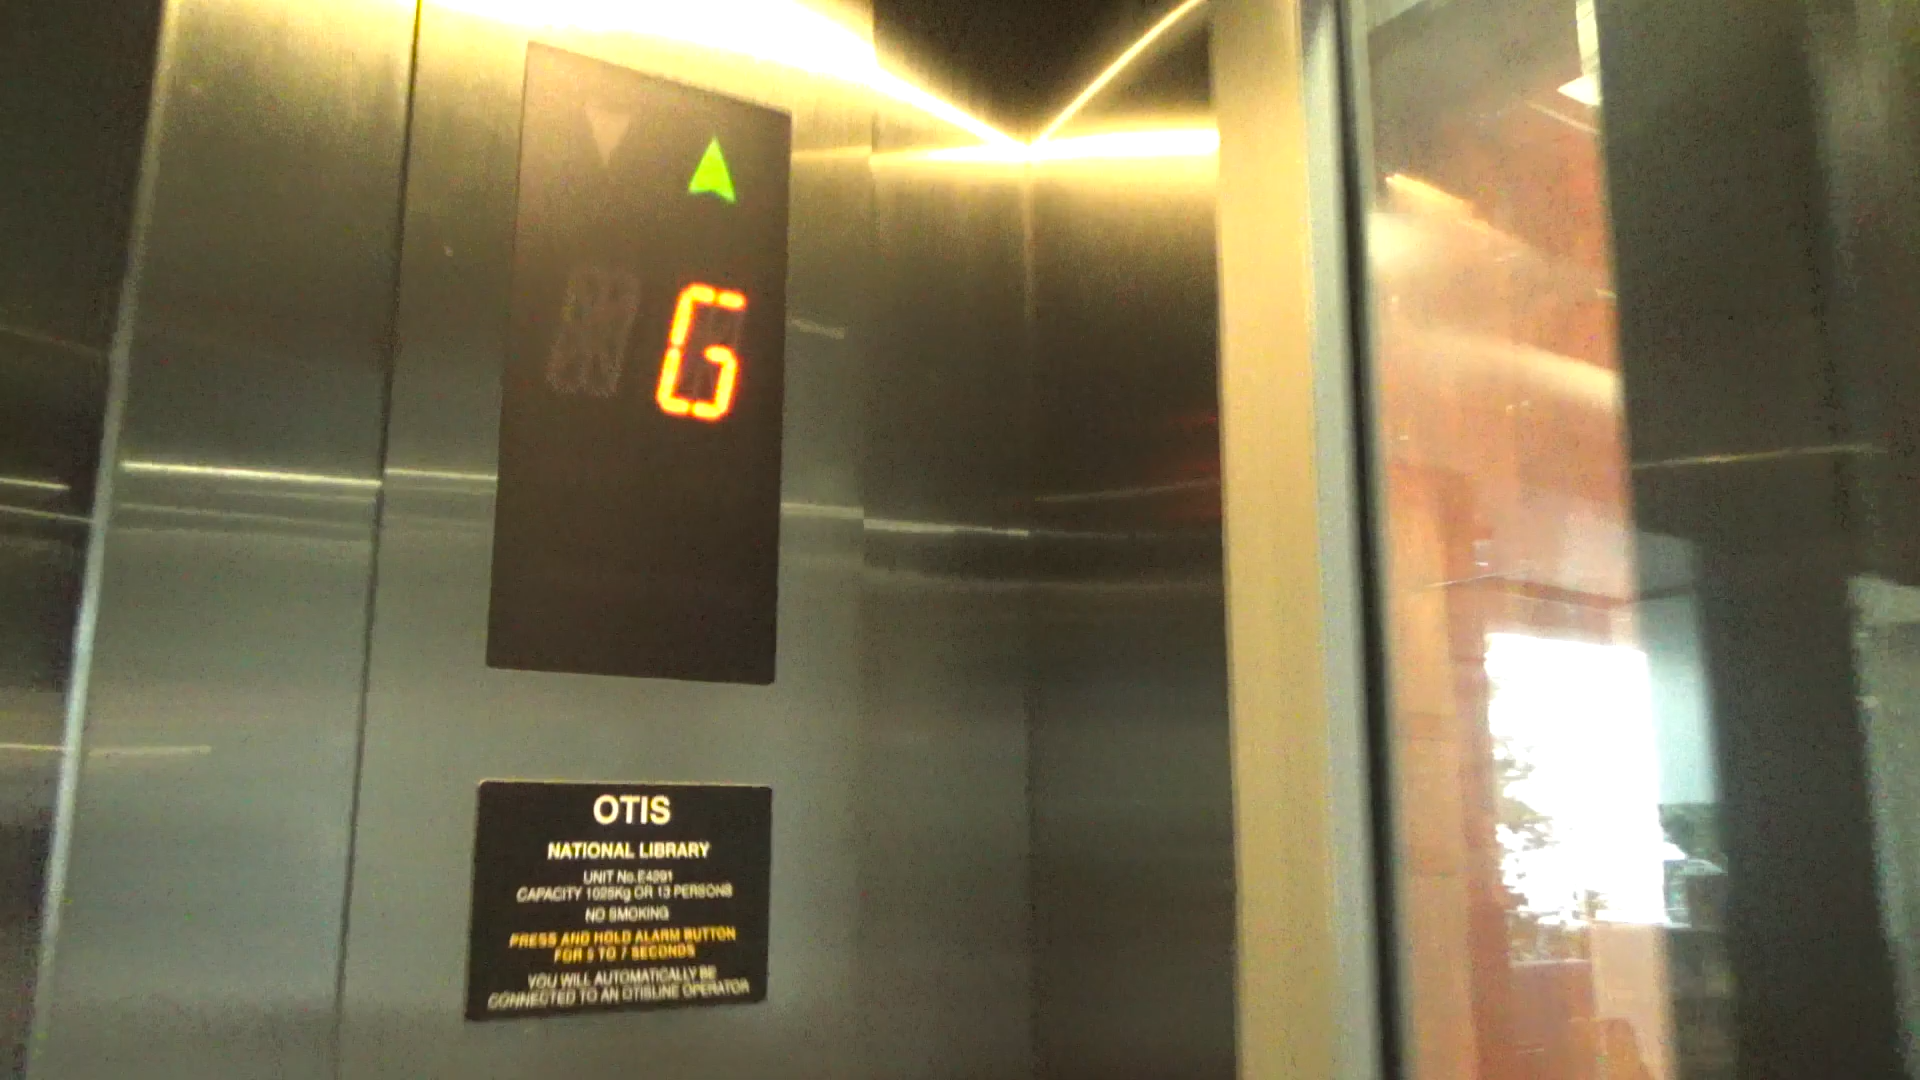 G
OTIS
NATIONAL LIBRARY
UNIT No.E4291
CAPACITY 1025Kg OR 13 PERSONS
NO SMOKING
PRESS AND HOLD ALARM BUTTON
FOR 5 TO 7 SECONDS
YOU WILL AUTOMATICALLY BE
CONNECTED TO AN OTISLINE OPERATOR